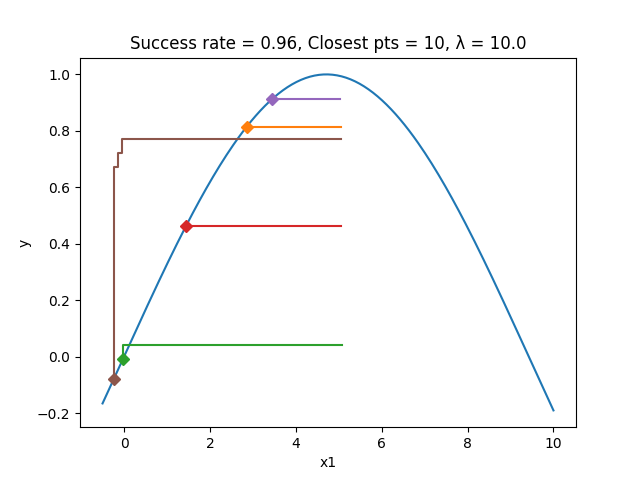 Success rate = 0.96, Closest pts = 10, λ = 10.0
1.0
0.8
0.6
0.4
0.2
0.0
−0.2
y
0 2 4 6 8 10
x1